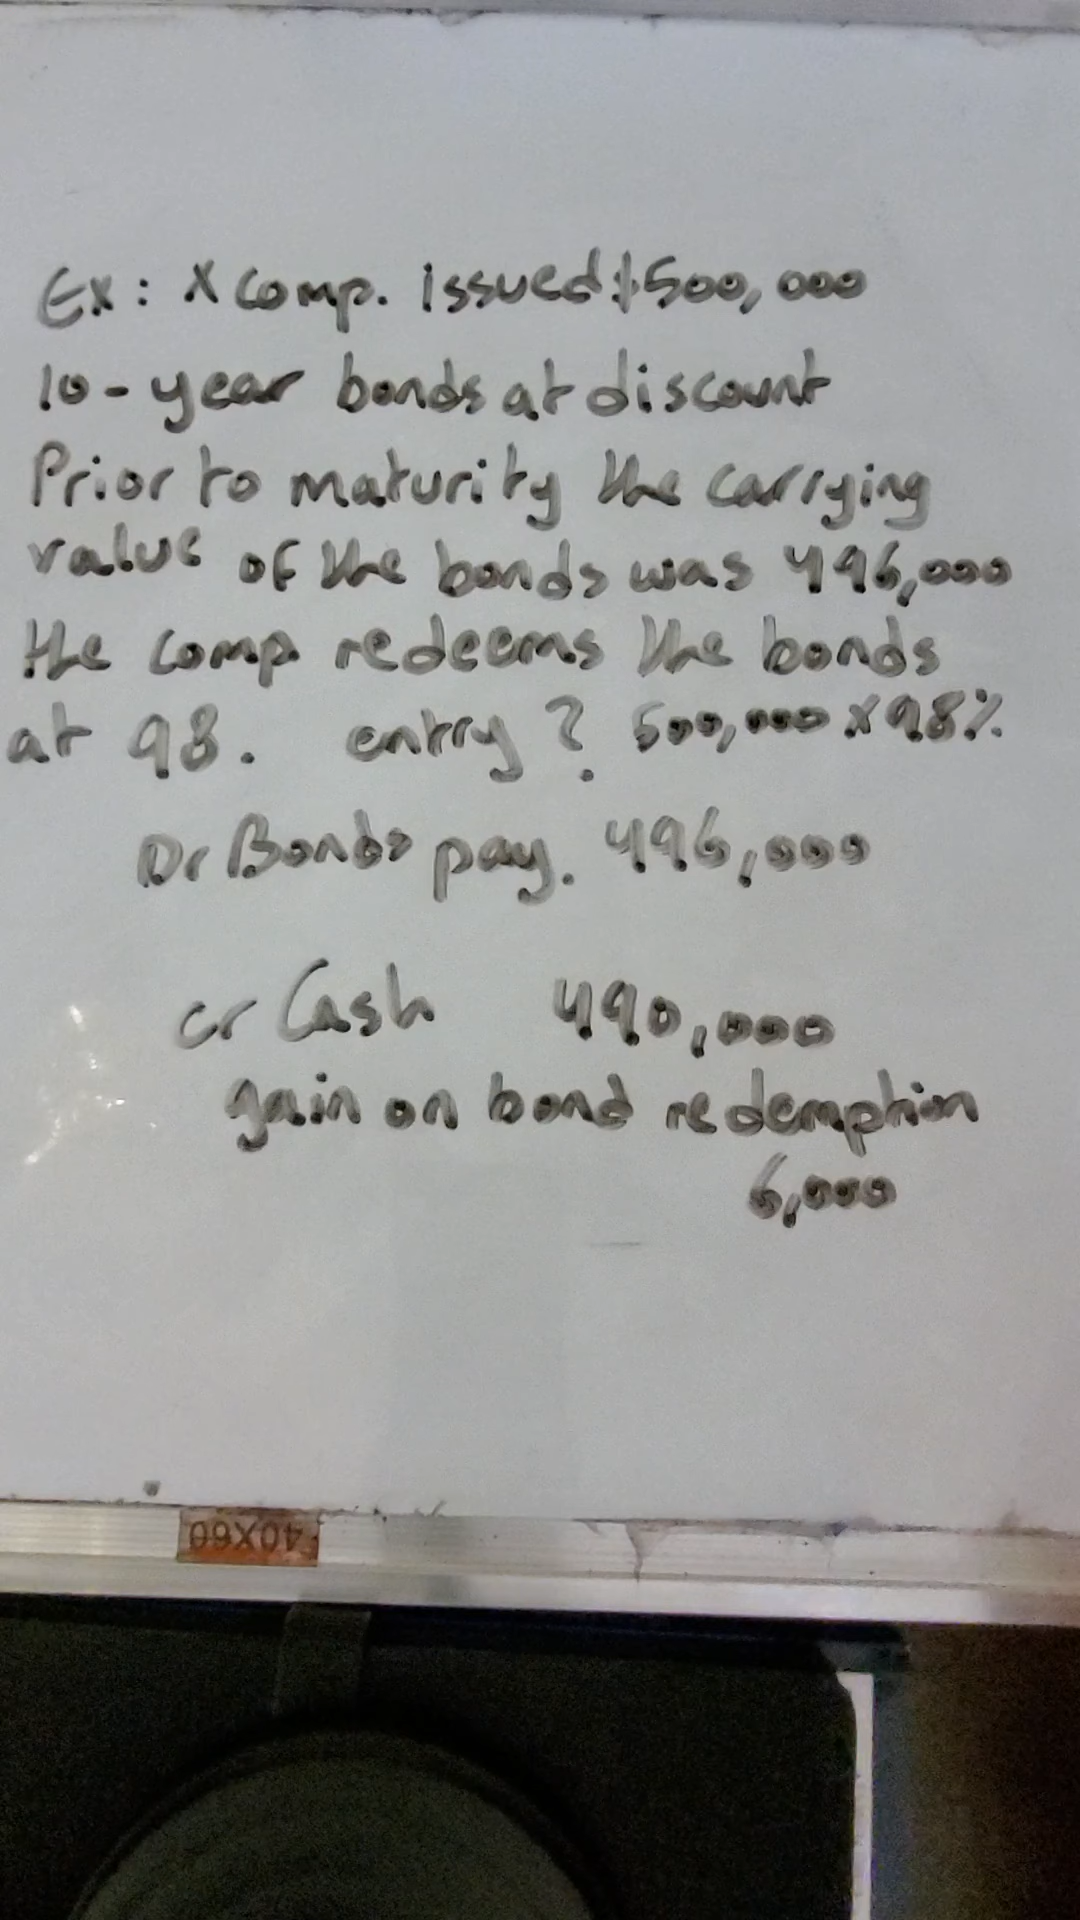 Ex: X Comp. issued $500,000
10-year bonds at discount
Prior to maturity the carrying
value of the bonds was 496,000
the comp. redeems the bonds
at 98. entry? 500,000 x 98%
Dr Bonds pay. 496,000
cr Cash 490,000
gain on bond redemption
6,000
40X60